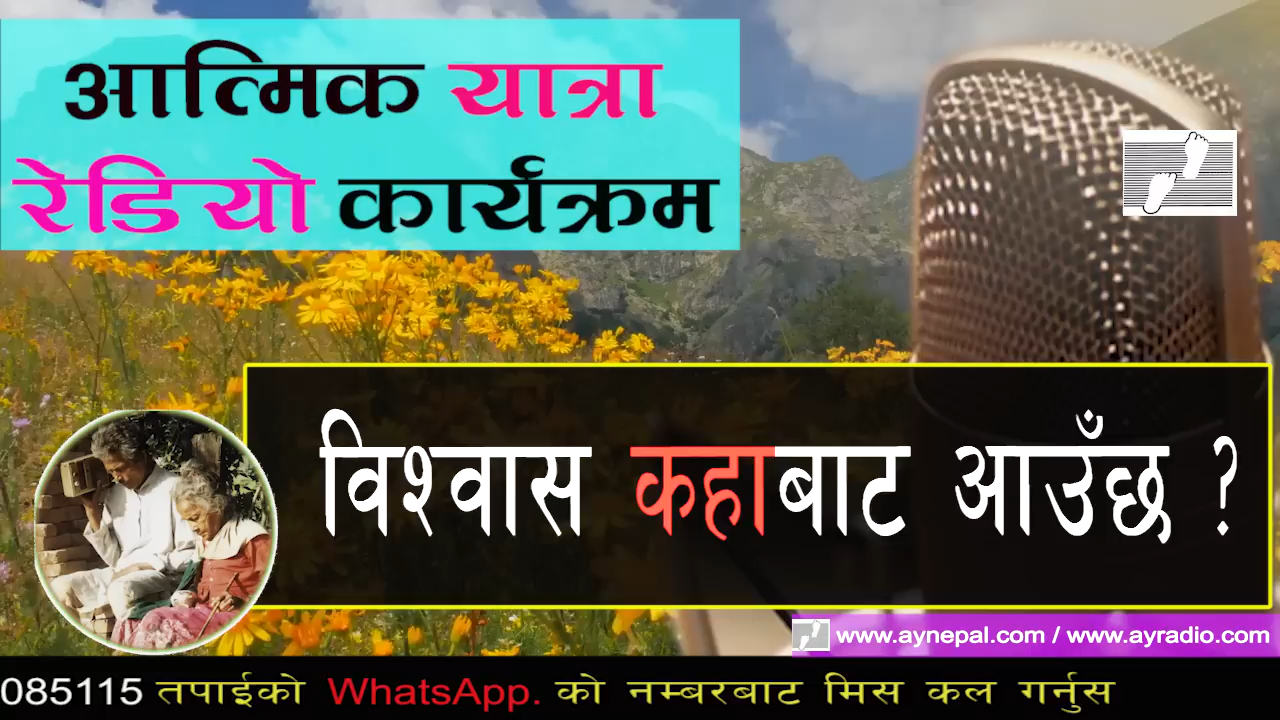 आत्मिक यात्रा
रेडियो कार्यक्रम
विश्वास कहाबाट आउँछ ?
www.aynepal.com / www.ayradio.com
085115 तपाईको WhatsApp. को नम्बरबाट मिस कल गर्नुस